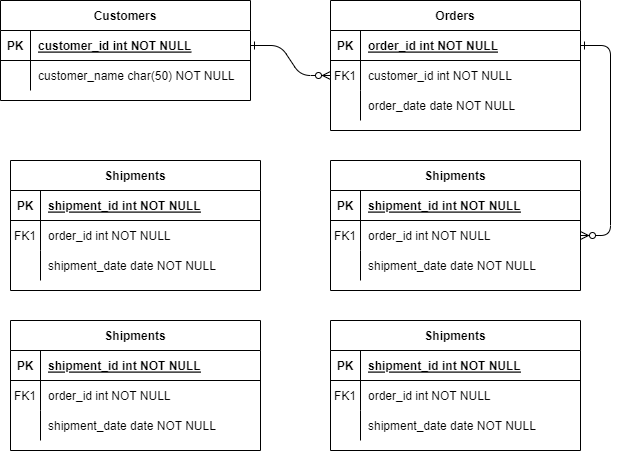 Customers
PK customer_id int NOT NULL
customer_name char(50) NOT NULL
Orders
PK order_id int NOT NULL
FK1 customer_id int NOT NULL
order_date date NOT NULL
Shipments
PK shipment_id int NOT NULL
FK1 order_id int NOT NULL
shipment_date date NOT NULL
Shipments
PK shipment_id int NOT NULL
FK1 order_id int NOT NULL
shipment_date date NOT NULL
Shipments
PK shipment_id int NOT NULL
FK1 order_id int NOT NULL
shipment_date date NOT NULL
Shipments
PK shipment_id int NOT NULL
FK1 order_id int NOT NULL
shipment_date date NOT NULL